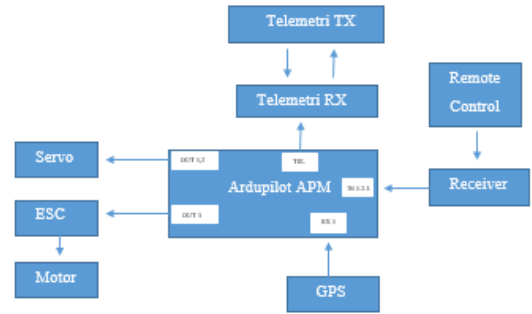 Telemetri TX
Telemetri RX
Remote
Control
Servo
OUT 1,2
TEL
Ardupilot APM
Receiver
ESC
OUT 3
RX 1
Motor
GPS